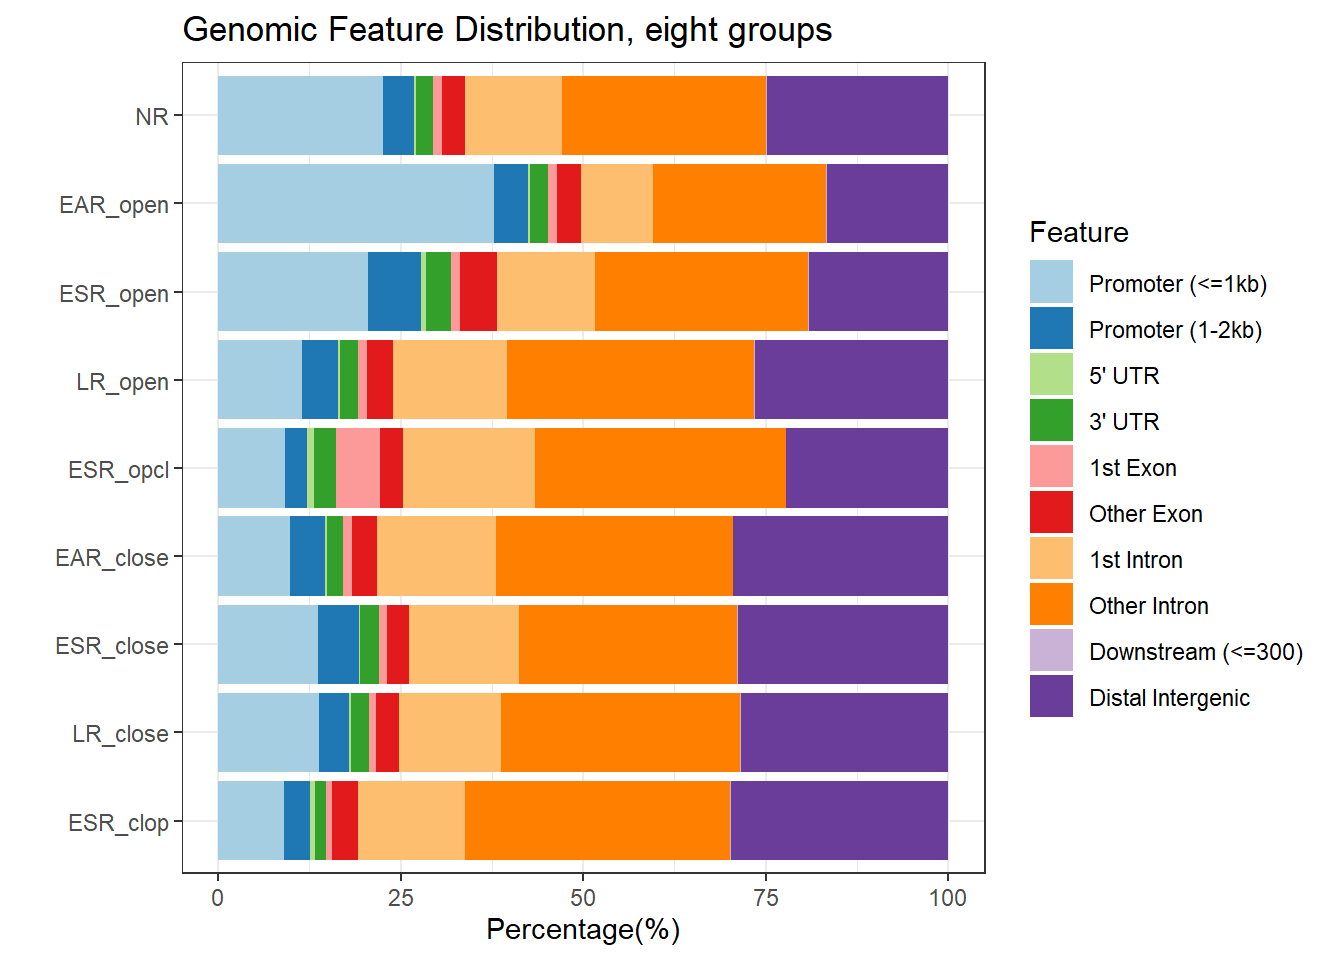 Genomic Feature Distribution, eight groups
NR
EAR_open
ESR_open
LR_open
ESR_opcl
EAR_close
ESR_close
LR_close
ESR_clop
0 25 50 75 100
Percentage(%)
Feature
Promoter (<=1kb)
Promoter (1-2kb)
5' UTR
3' UTR
1st Exon
Other Exon
1st Intron
Other Intron
Downstream (<=300)
Distal Intergenic